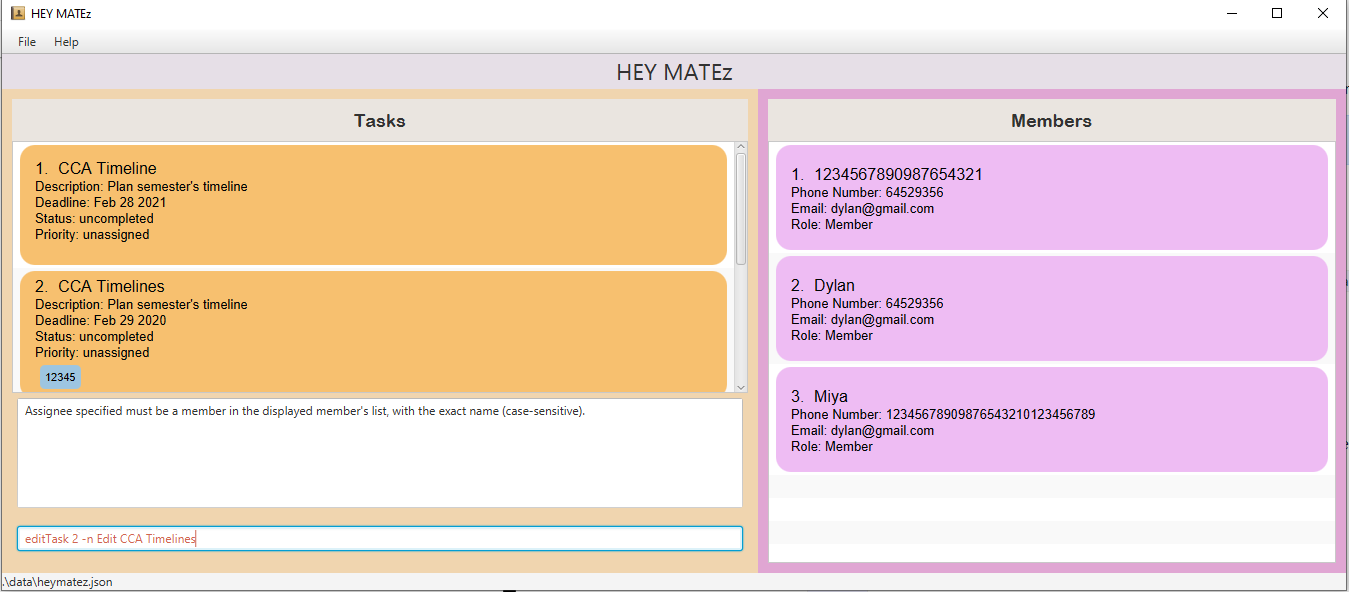 HEY MATEz
File Help
HEY MATEz
Tasks
1. CCA Timeline
Description: Plan semester's timeline
Deadline: Feb 28 2021
Status: uncompleted
Priority: unassigned
2. CCA Timelines
Description: Plan semester's timeline
Deadline: Feb 29 2020
Status: uncompleted
Priority: unassigned
12345
Assignee specified must be a member in the displayed member's list, with the exact name (case-sensitive).
editTask 2 -n Edit CCA Timelines
Members
1. 1234567890987654321
Phone Number: 64529356
Email: dylan@gmail.com
Role: Member
2. Dylan
Phone Number: 64529356
Email: dylan@gmail.com
Role: Member
3. Miya
Phone Number: 12345678909876543210123456789
Email: dylan@gmail.com
Role: Member
.\data\heymatez.json